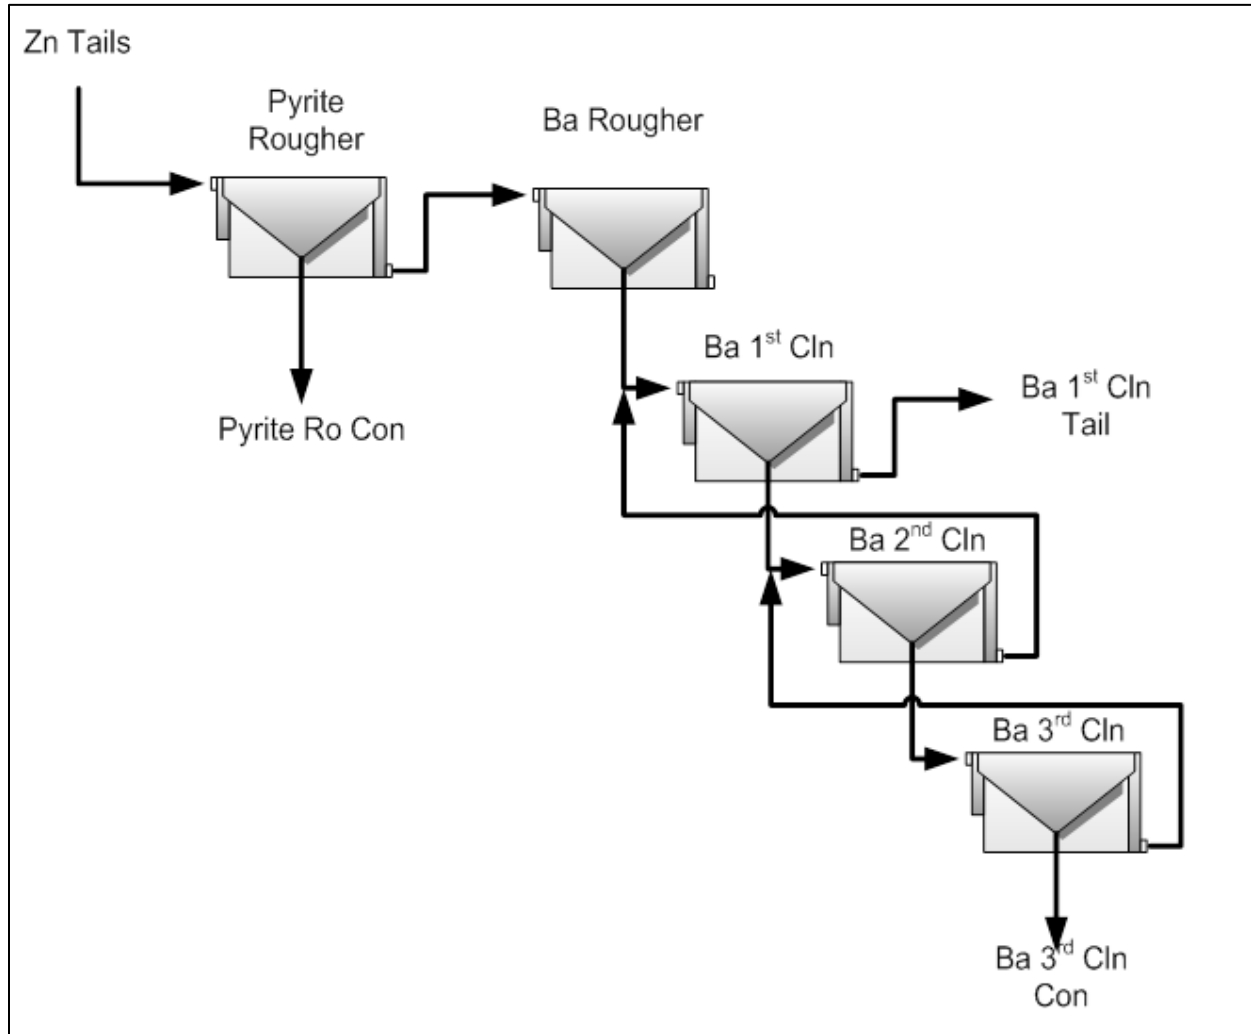 Zn Tails
Pyrite
Rougher
Ba Rougher
Pyrite Ro Con
Ba 1st Cln
Ba 1st Cln
Tail
Ba 2nd Cln
Ba 3rd Cln
Ba 3rd Cln
Con